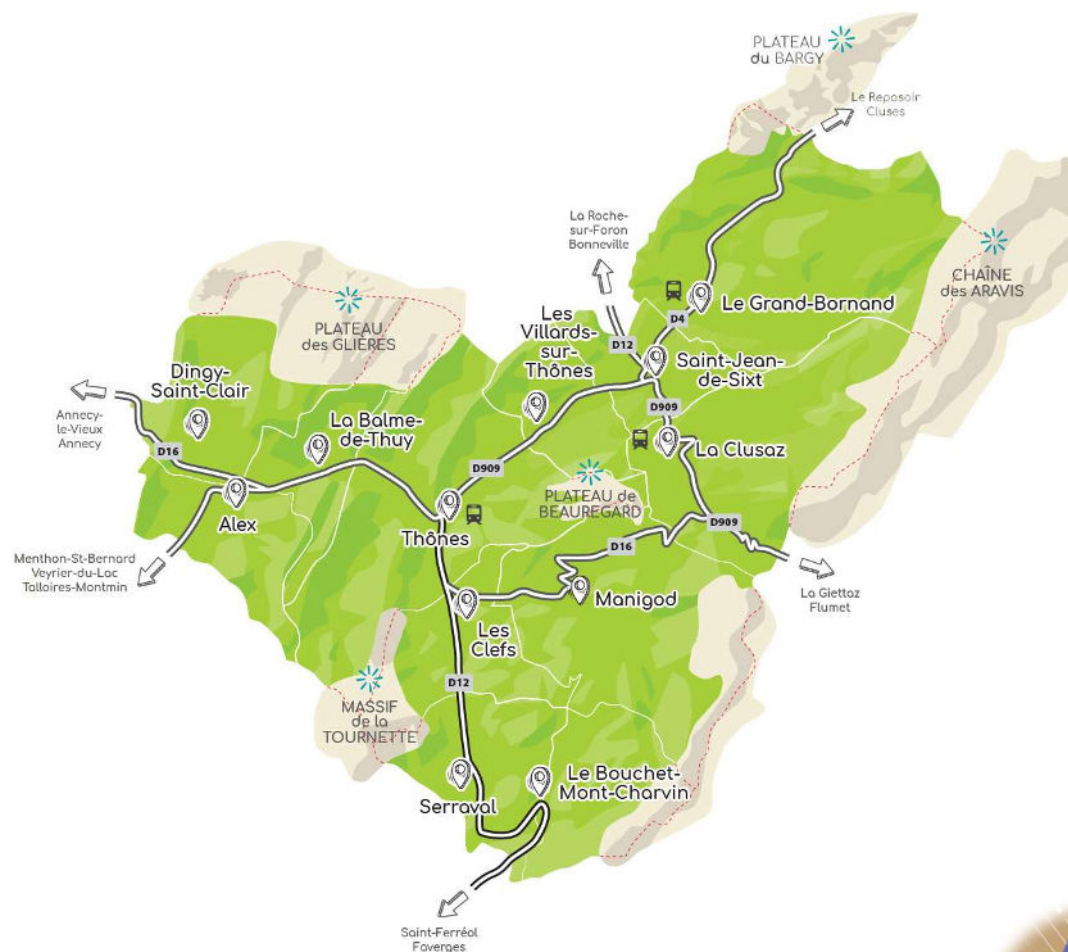 PLATEAU
du BARGY
Le Reposoir
Cluses
La Roche-
sur-Foron
Bonneville
CHAÎNE
des ARAVIS
Le Grand-Bornand
D4
Les
Villards-
sur-
Thônes
D12
PLATEAU
des GLIÈRES
Saint-Jean-
de-Sixt
Dingy-
Saint-Clair
D909
Annecy-
le-Vieux
Annecy
La Balme-
de-Thuy
La Clusaz
D16
D909
PLATEAU de
BEAUREGARD
Alex
Thônes
D909
D16
Menthon-St-Bernard
Veyrier-du-Lac
Talloires-Montmin
Manigod
La Giettaz
Flumet
Les
Clefs
D12
MASSIF
de la
TOURNETTE
Serraval
Le Bouchet-
Mont-Charvin
Saint-Ferréol
Faverges